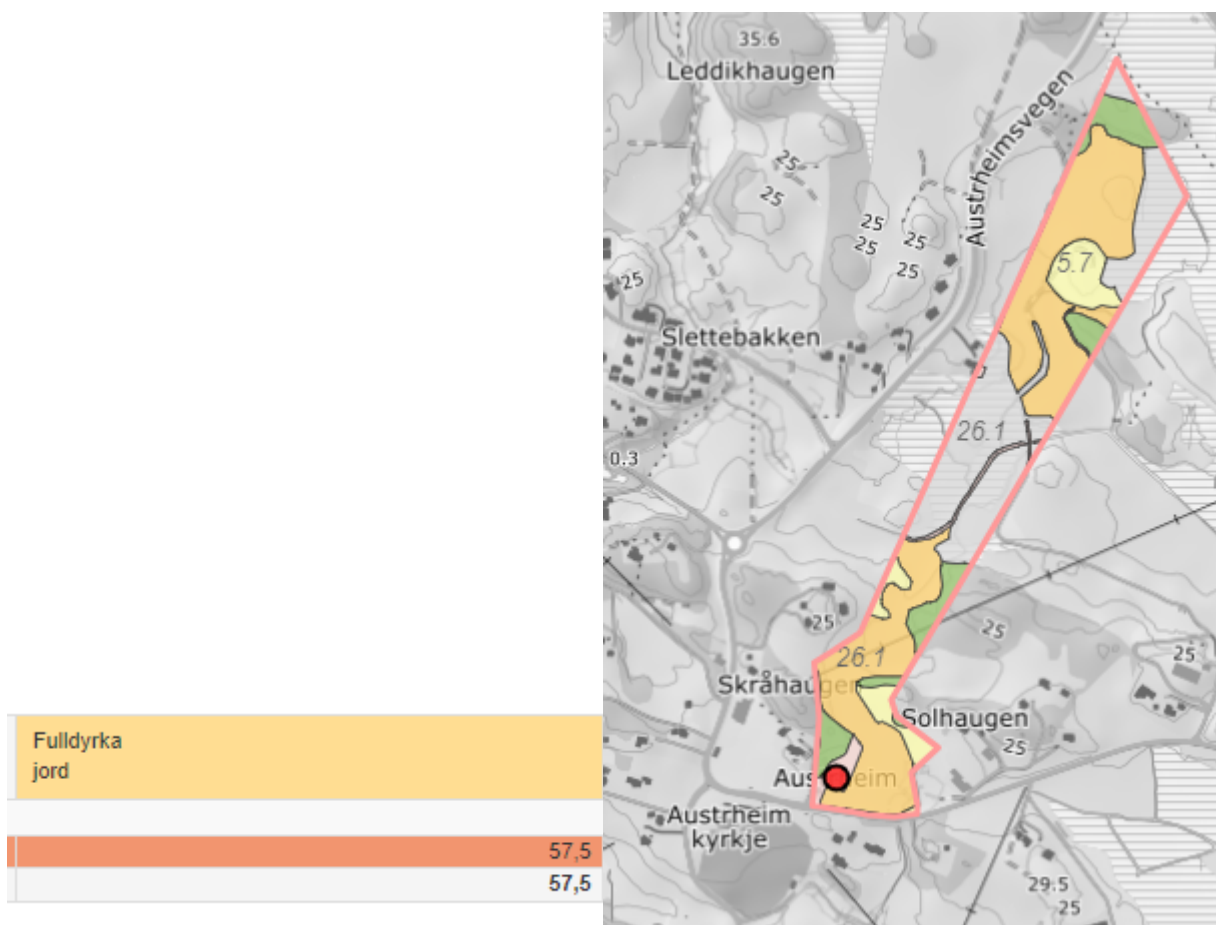 Fulldyrka
jord
57,5
57,5
35.6
Leddikhaugen
Austrheimsvegen
25
25
25
25
25
25
25
5.7
Slettebakken
26.1
0.3
25
25
26.1
25
Skråhaugen
Solhaugen
25
Austrheim
Austrheim
kyrkje
29.5
25